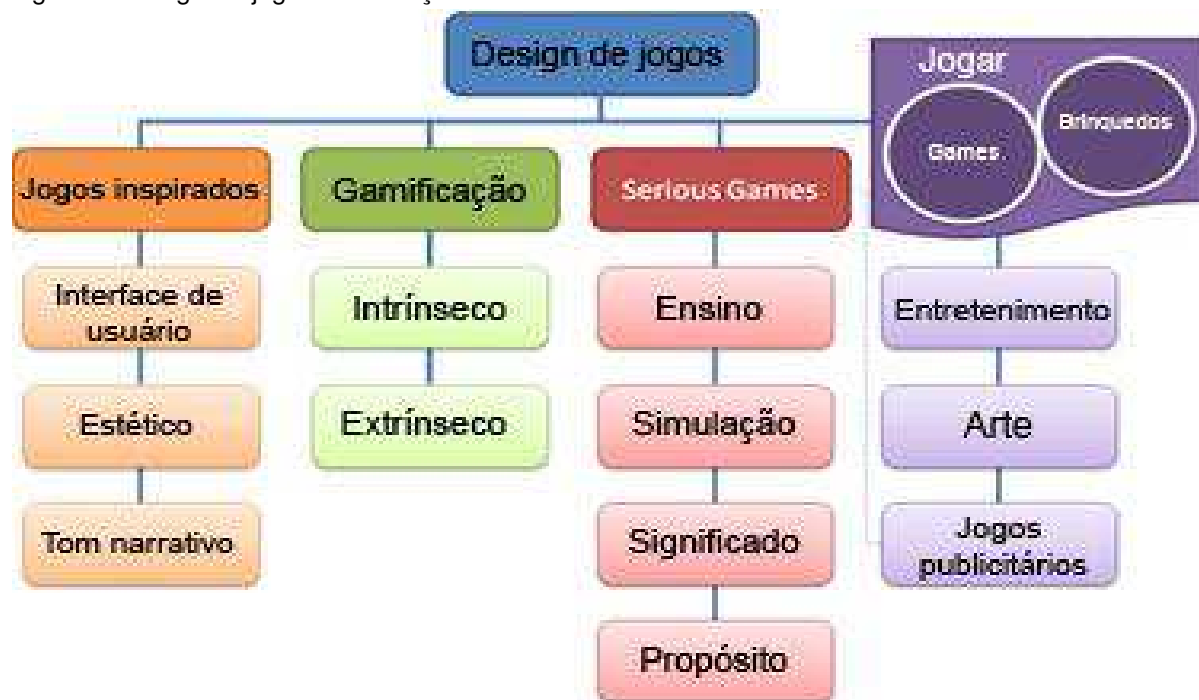 Design de jogos
Jogar
Games
Brinquedos
Jogos inspirados
Gamificação
Serious Games
Interface de
usuário
Intrínseco
Ensino
Entretenimento
Estético
Extrínseco
Simulação
Arte
Tom narrativo
Significado
Jogos
publicitários
Propósito